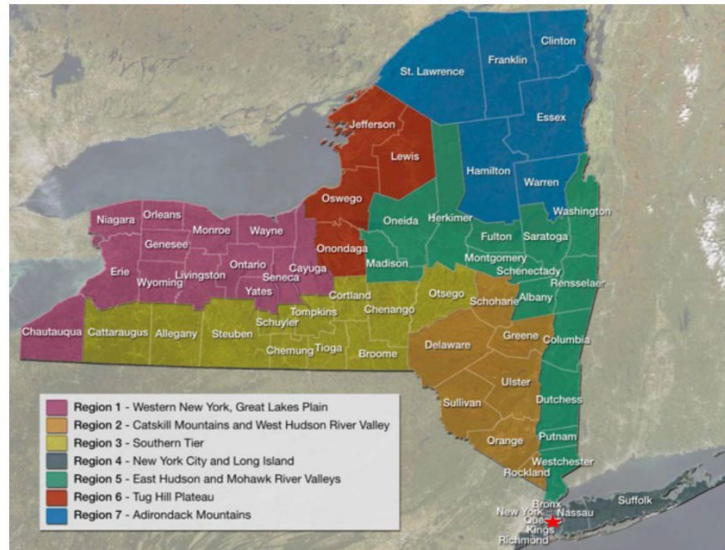 Clinton
Franklin
St. Lawrence
Essex
Jefferson
Lewis
Hamilton
Warren
Oswego
Washington
Oneida
Herkimer
Niagara
Orleans
Monroe
Wayne
Fulton
Saratoga
Genesee
Onondaga
Montgomery
Madison
Schenectady
Erie
Ontario
Cayuga
Livingston
Seneca
Wyoming
Yates
Rensselaer
Otsego
Albany
Cortland
Schoharie
Chenango
Tompkins
Chautauqua
Cattaraugus
Allegany
Steuben
Schuyler
Greene
Columbia
Delaware
Chemung
Tioga
Broome
Ulster
Sullivan
Dutchess
Orange
Putnam
Rockland
Westchester
Region 1 - Western New York, Great Lakes Plain
Region 2 - Catskill Mountains and West Hudson River Valley
Region 3 - Southern Tier
Region 4 - New York City and Long Island
Region 5 - East Hudson and Mohawk River Valleys
Region 6 - Tug Hill Plateau
Region 7 - Adirondack Mountains
Suffolk
Bronx
New York
Nassau
Kings
Richmond